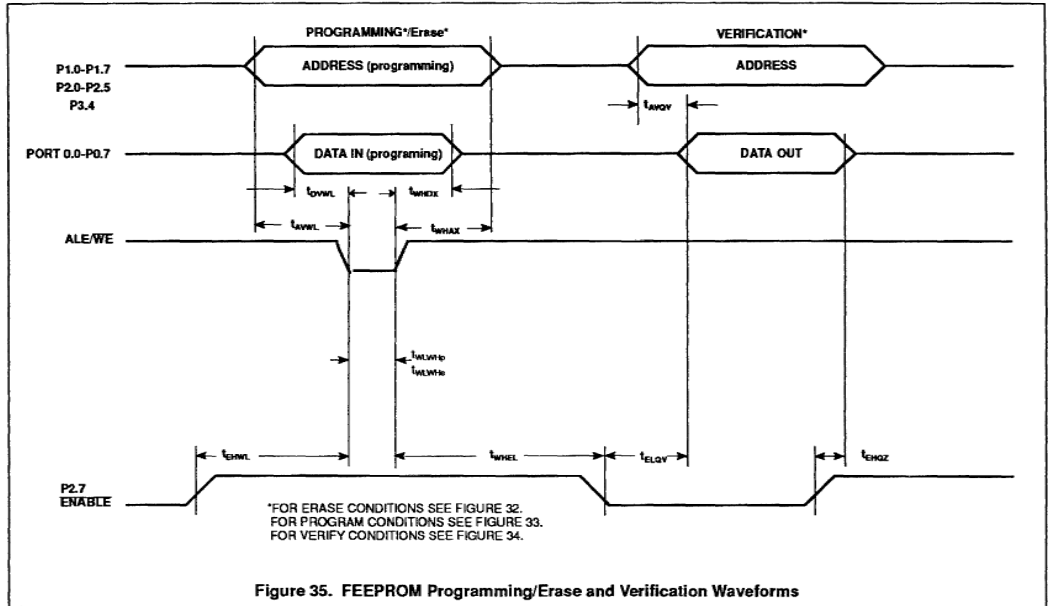 PROGRAMMING*/Erase*
VERIFICATION*
P1.0-P1.7
P2.0-P2.5
P3.4
ADDRESS (programming)
ADDRESS
tAVQV
PORT 0.0-P0.7
DATA IN (programing)
DATA OUT
tDVWL
tWHDX
tAVWL
tWHAX
ALE/WE
tWLWHp
tWLWHe
tEHWL
tWHEL
tELQV
tEHQZ
P2.7
ENABLE
*FOR ERASE CONDITIONS SEE FIGURE 32.
FOR PROGRAM CONDITIONS SEE FIGURE 33.
FOR VERIFY CONDITIONS SEE FIGURE 34.
Figure 35. FEEPROM Programming/Erase and Verification Waveforms